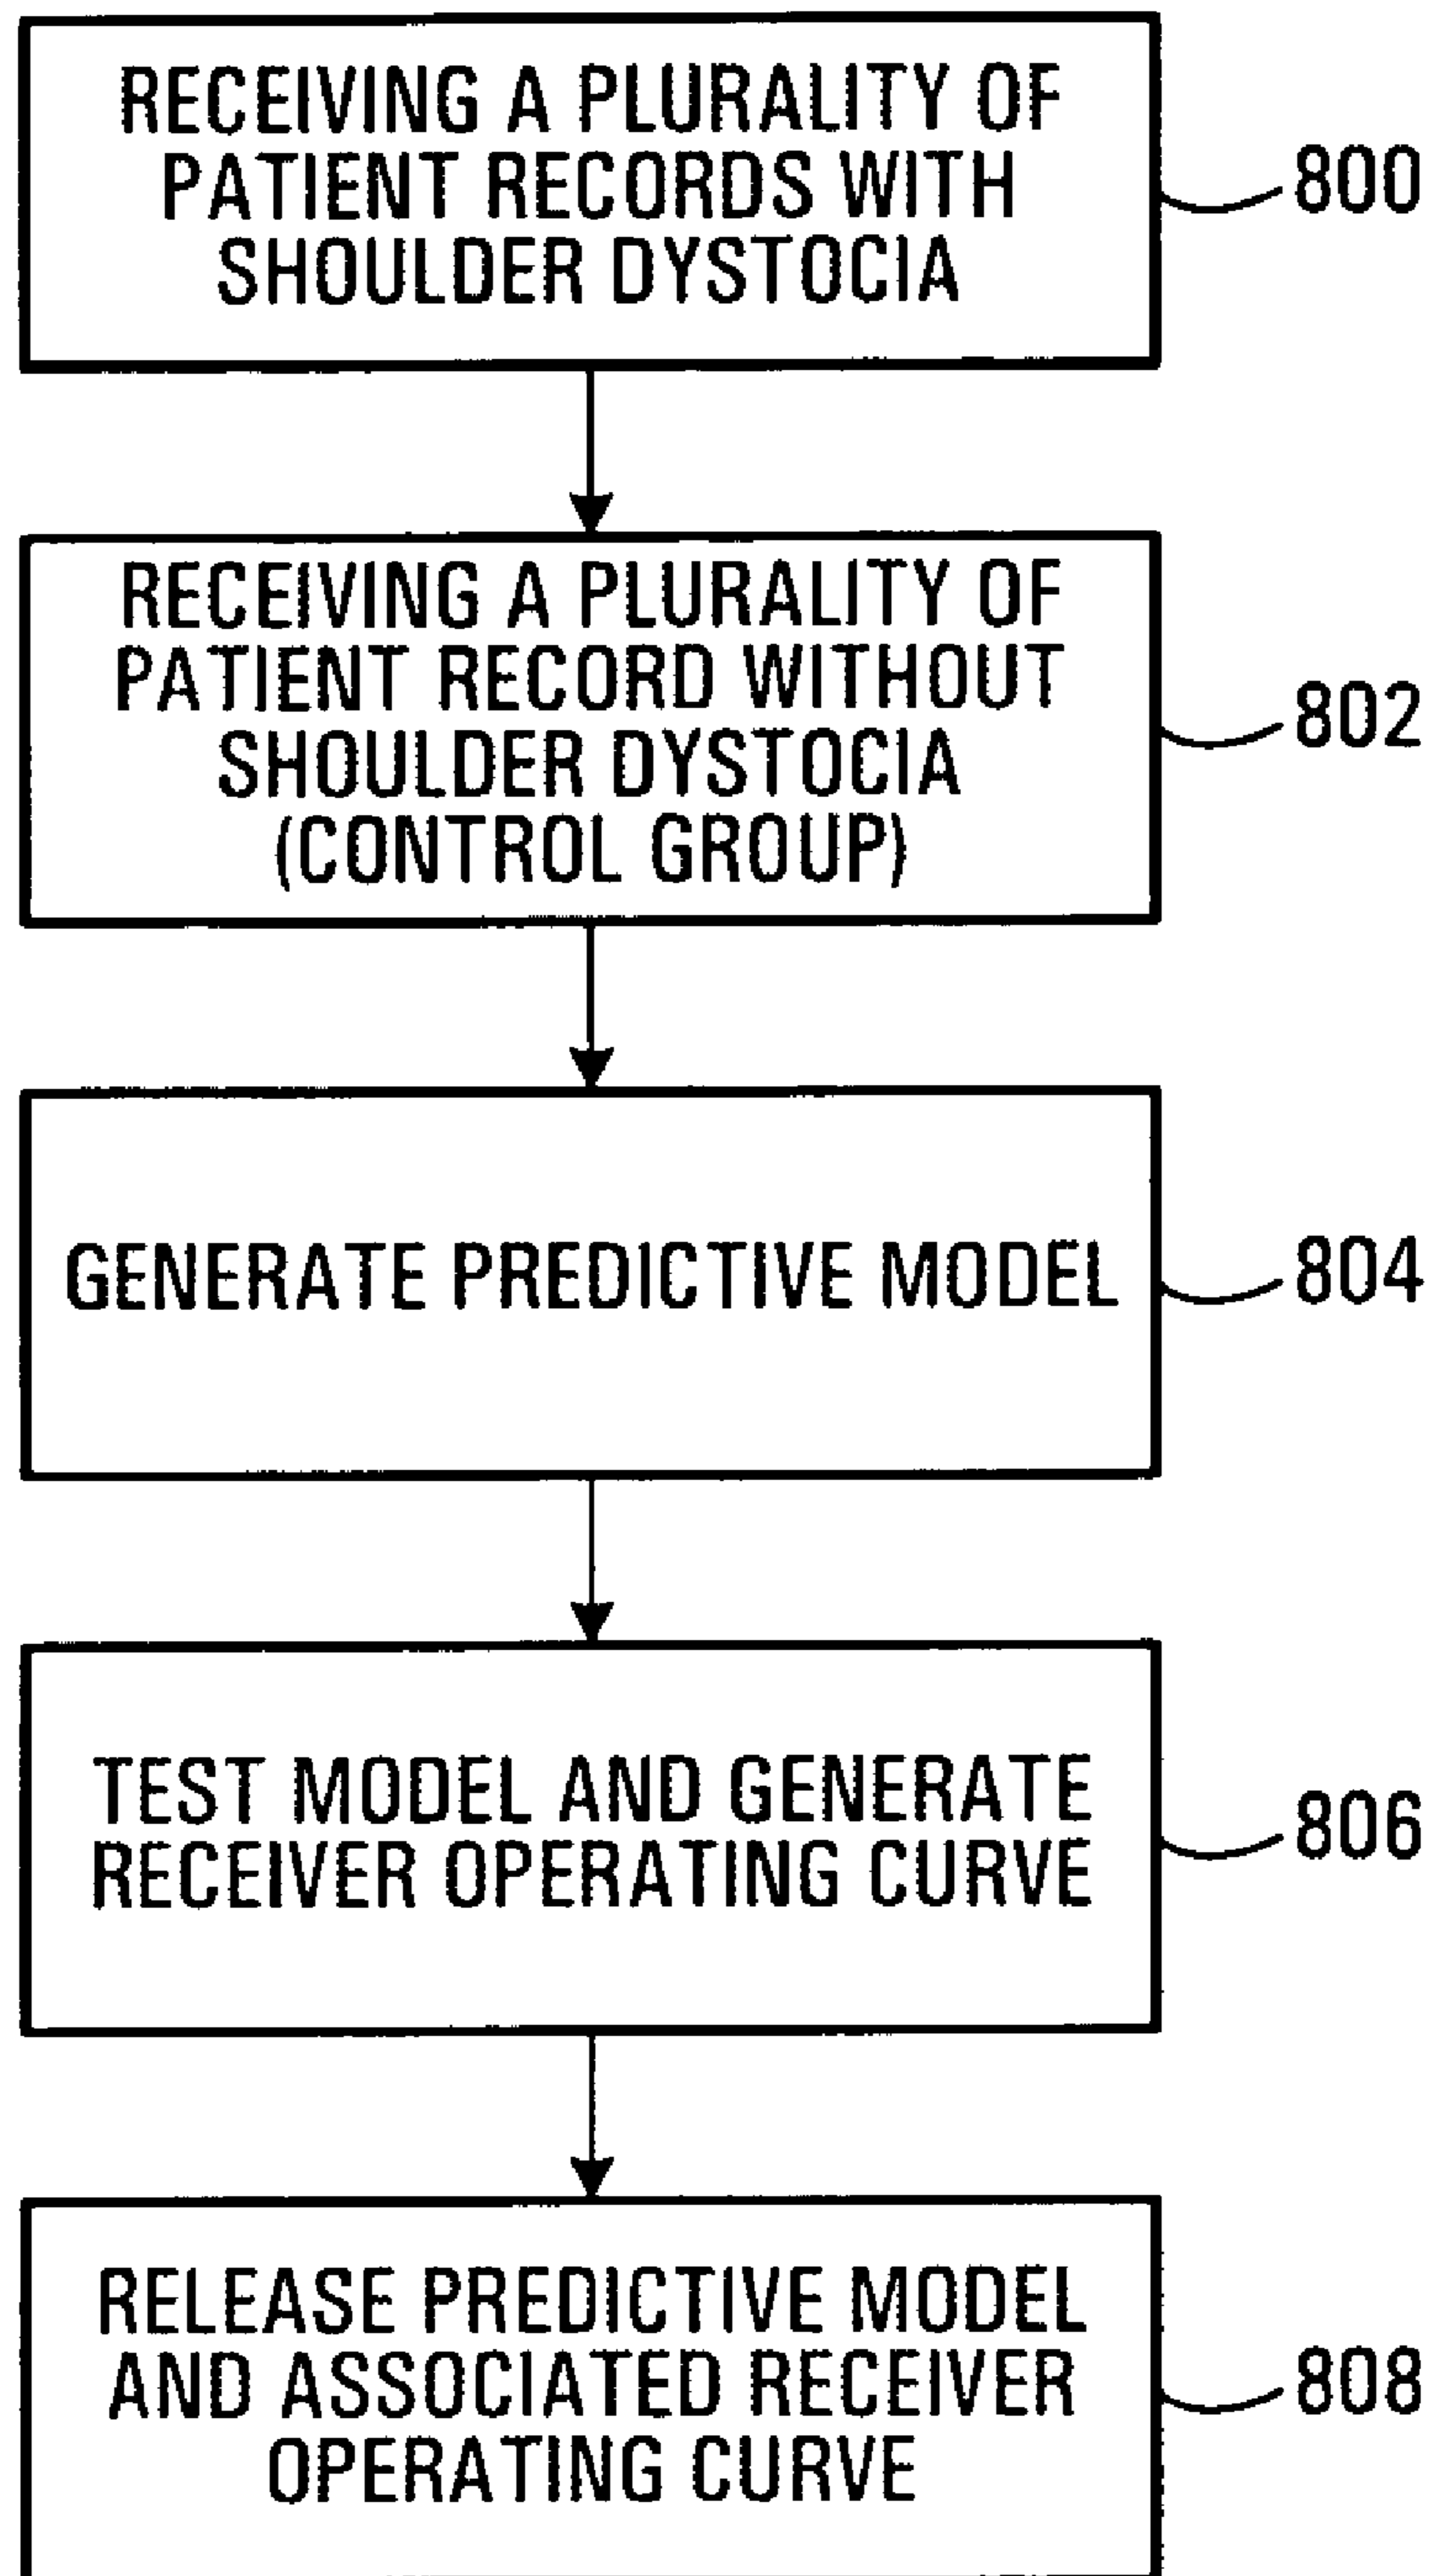 RECEIVING A PLURALITY OF
PATIENT RECORDS WITH
SHOULDER DYSTOCIA
800
RECEIVING A PLURALITY OF
PATIENT RECORD WITHOUT
SHOULDER DYSTOCIA
(CONTROL GROUP)
802
GENERATE PREDICTIVE MODEL
804
TEST MODEL AND GENERATE
RECEIVER OPERATING CURVE
806
RELEASE PREDICTIVE MODEL
AND ASSOCIATED RECEIVER
OPERATING CURVE
808